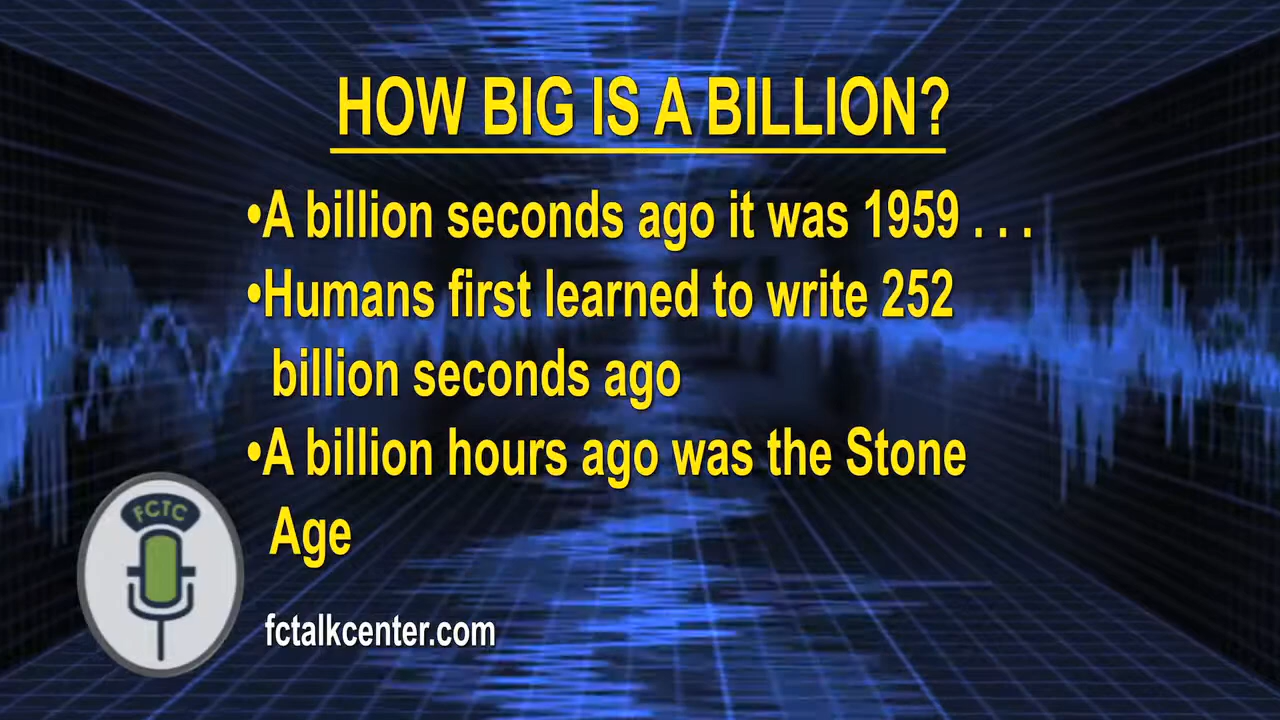 HOW BIG IS A BILLION?
•A billion seconds ago it was 1959 . . .
•Humans first learned to write 252
billion seconds ago
•A billion hours ago was the Stone
Age
FCTC
fctalkcenter.com